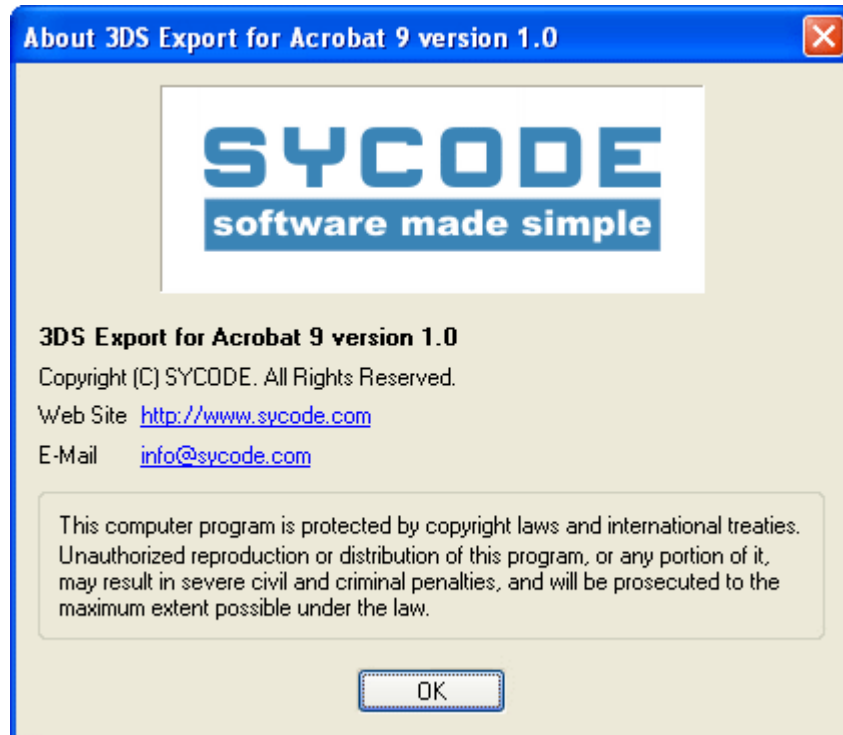 About 3DS Export for Acrobat 9 version 1.0
SYCODE
software made simple
3DS Export for Acrobat 9 version 1.0
Copyright (C) SYCODE. All Rights Reserved.
Web Site http://www.sycode.com
E-Mail info@sycode.com
This computer program is protected by copyright laws and international treaties.
Unauthorized reproduction or distribution of this program, or any portion of it,
may result in severe civil and criminal penalties, and will be prosecuted to the
maximum extent possible under the law.
OK